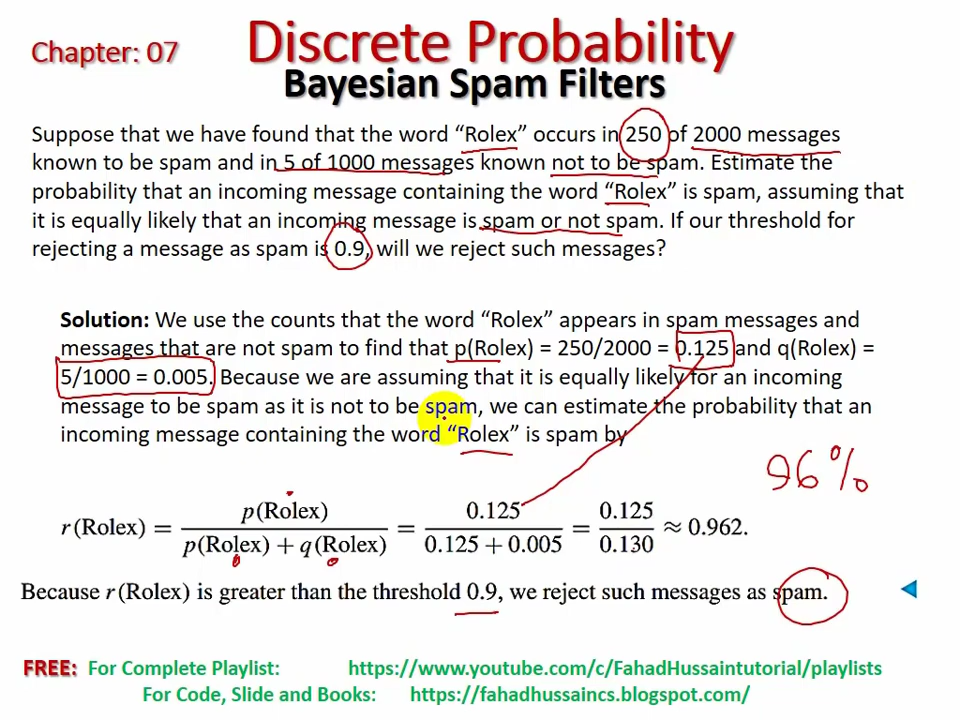 Chapter: 07
Discrete Probability
Bayesian Spam Filters
Suppose that we have found that the word “Rolex” occurs in 250 of 2000 messages
known to be spam and in 5 of 1000 messages known not to be spam. Estimate the
probability that an incoming message containing the word “Rolex” is spam, assuming that
it is equally likely that an incoming message is spam or not spam. If our threshold for
rejecting a message as spam is 0.9, will we reject such messages?
Solution: We use the counts that the word “Rolex” appears in spam messages and
messages that are not spam to find that p(Rolex) = 250/2000 = 0.125 and q(Rolex) =
5/1000 = 0.005. Because we are assuming that it is equally likely for an incoming
message to be spam as it is not to be spam, we can estimate the probability that an
incoming message containing the word “Rolex” is spam by
96%
r(Rolex) = p(Rolex) / p(Rolex) + q(Rolex) = 0.125 / 0.125 + 0.005 = 0.125 / 0.130 ≈ 0.962.
Because r(Rolex) is greater than the threshold 0.9, we reject such messages as spam.
FREE: For Complete Playlist: https://www.youtube.com/c/FahadHussaintutorial/playlists
For Code, Slide and Books: https://fahadhussaincs.blogspot.com/